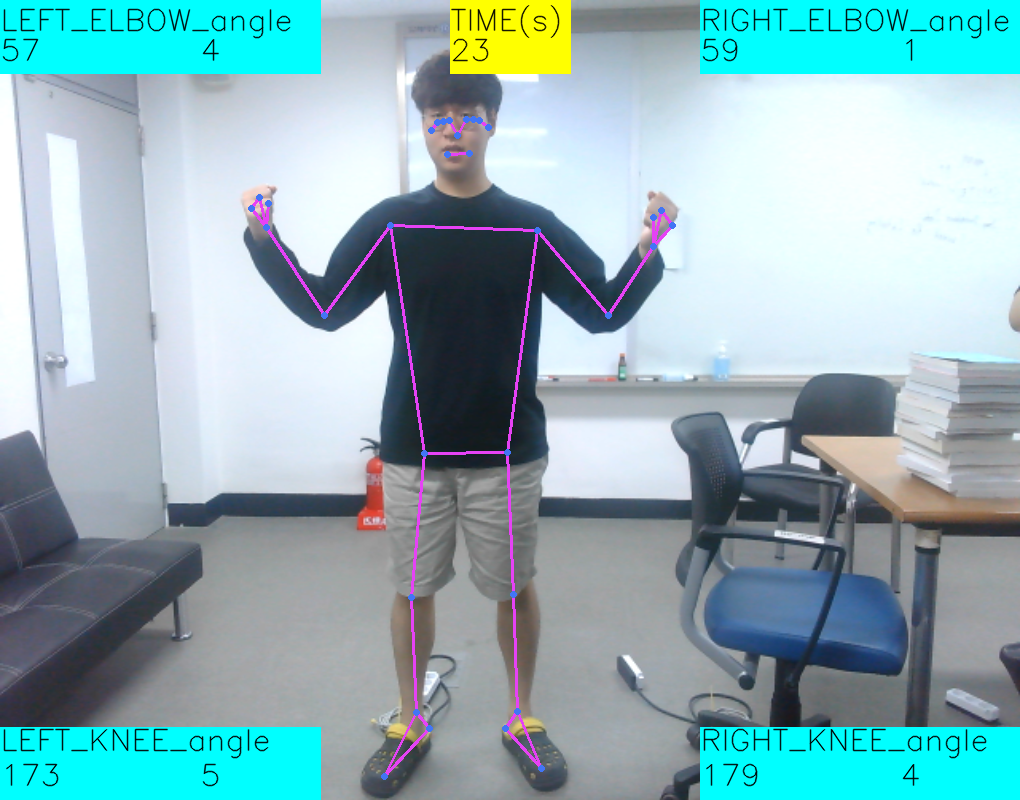 LEFT_ELBOW_angle
57 4
TIME(s)
23
RIGHT_ELBOW_angle
59 1
LEFT_KNEE_angle
173 5
RIGHT_KNEE_angle
179 4